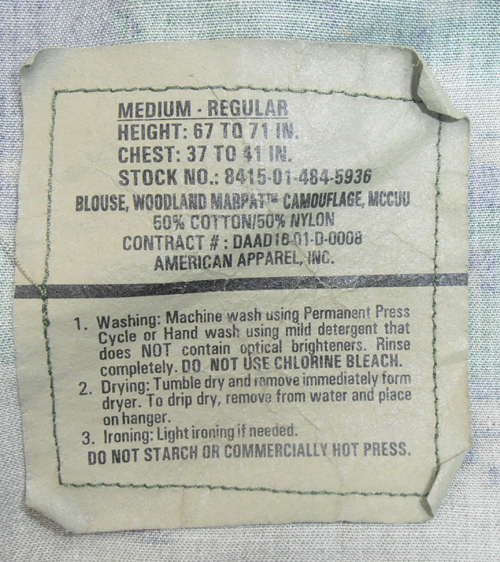 MEDIUM - REGULAR
HEIGHT: 67 TO 71 IN.
CHEST: 37 TO 41 IN.
STOCK NO.: 8415-01-484-5936
BLOUSE, WOODLAND MARPAT™ CAMOUFLAGE, MCCUU
50% COTTON/50% NYLON
CONTRACT # : DAAD16-01-D-0008
AMERICAN APPAREL, INC.
1. Washing: Machine wash using Permanent Press
Cycle or Hand wash using mild detergent that
does NOT contain optical brighteners. Rinse
completely. DO NOT USE CHLORINE BLEACH.
2. Drying: Tumble dry and remove immediately form
dryer. To drip dry, remove from water and place
on hanger.
3. Ironing: Light ironing if needed.
DO NOT STARCH OR COMMERCIALLY HOT PRESS.